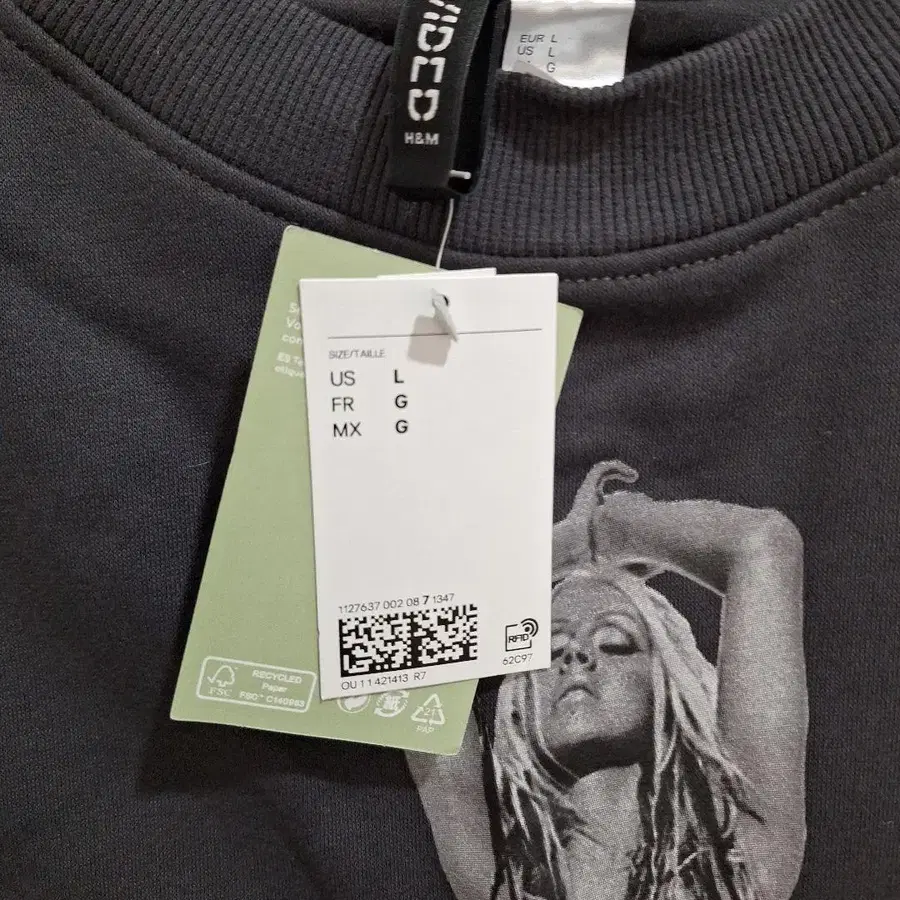 H&M
EUR L
US L
G
SIZE/TAILLE
US L
FR G
MX G
1127637 002 08 7 1347
RFID
62C97
OU 1 1 421413 R7
FSC
RECYCLED
Paper
FSC® C140983
21
PAP